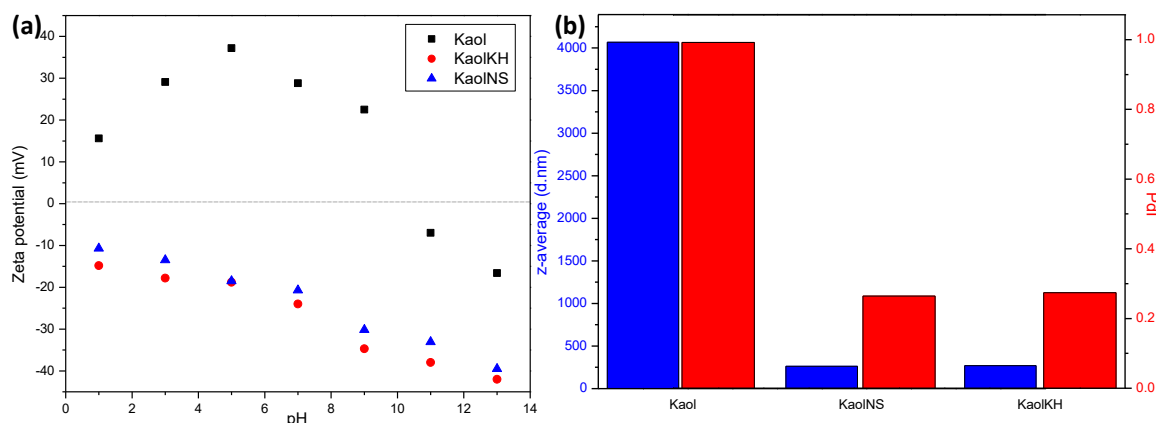 (a)
Kaol
KaolKH
KaolNS
Zeta potential (mV)
40
30
20
10
0
-10
-20
-30
-40
0 2 4 6 8 10 12 14
pH
(b)
z-average (d.nm)
4000
3500
3000
2500
2000
1500
1000
500
0
Kaol KaolNS KaolKH
1.0
0.8
0.6
0.4
0.2
0.0
PdI